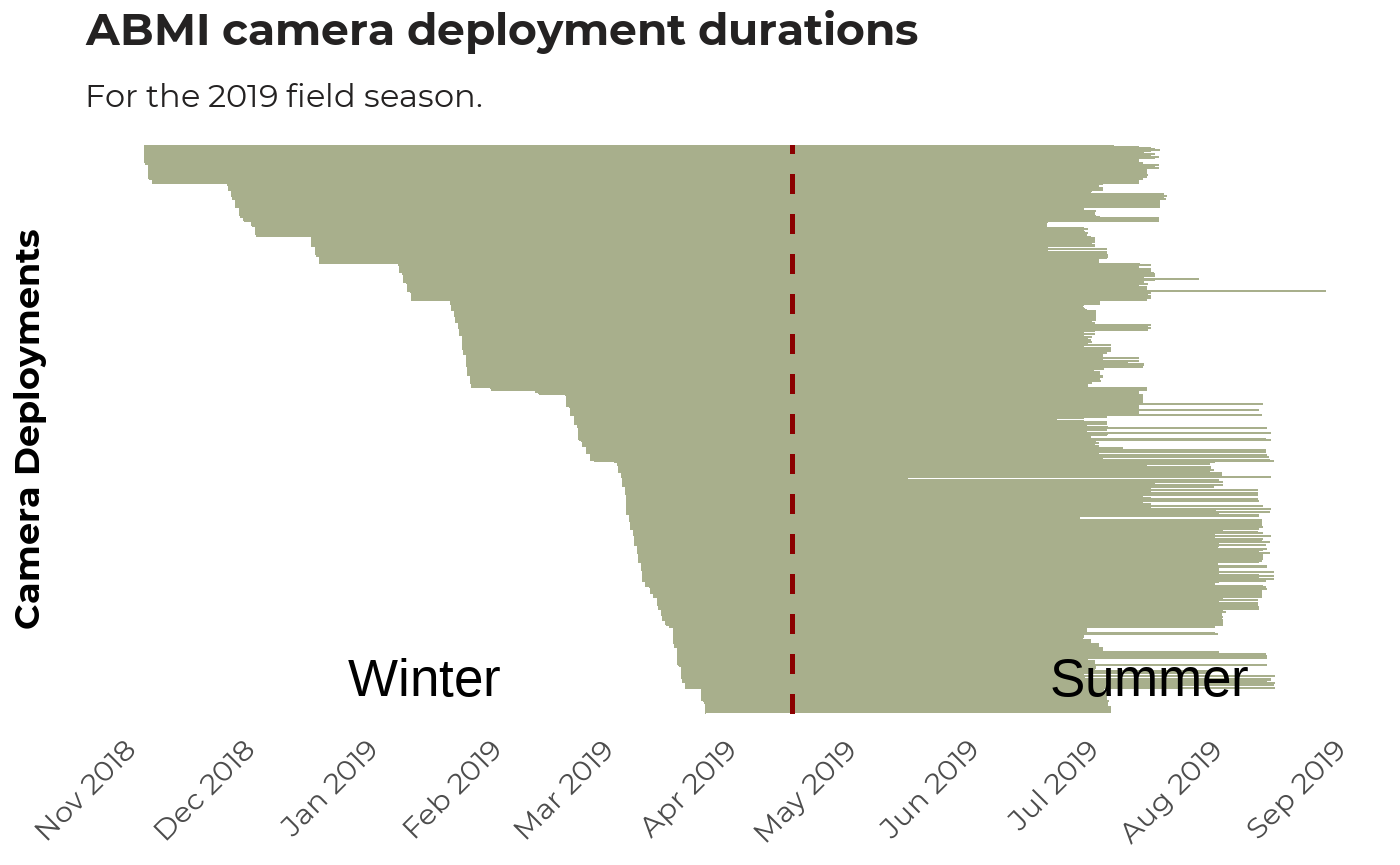 ABMI camera deployment durations
For the 2019 field season.
Camera Deployments
Winter
Summer
Nov 2018
Dec 2018
Jan 2019
Feb 2019
Mar 2019
Apr 2019
May 2019
Jun 2019
Jul 2019
Aug 2019
Sep 2019